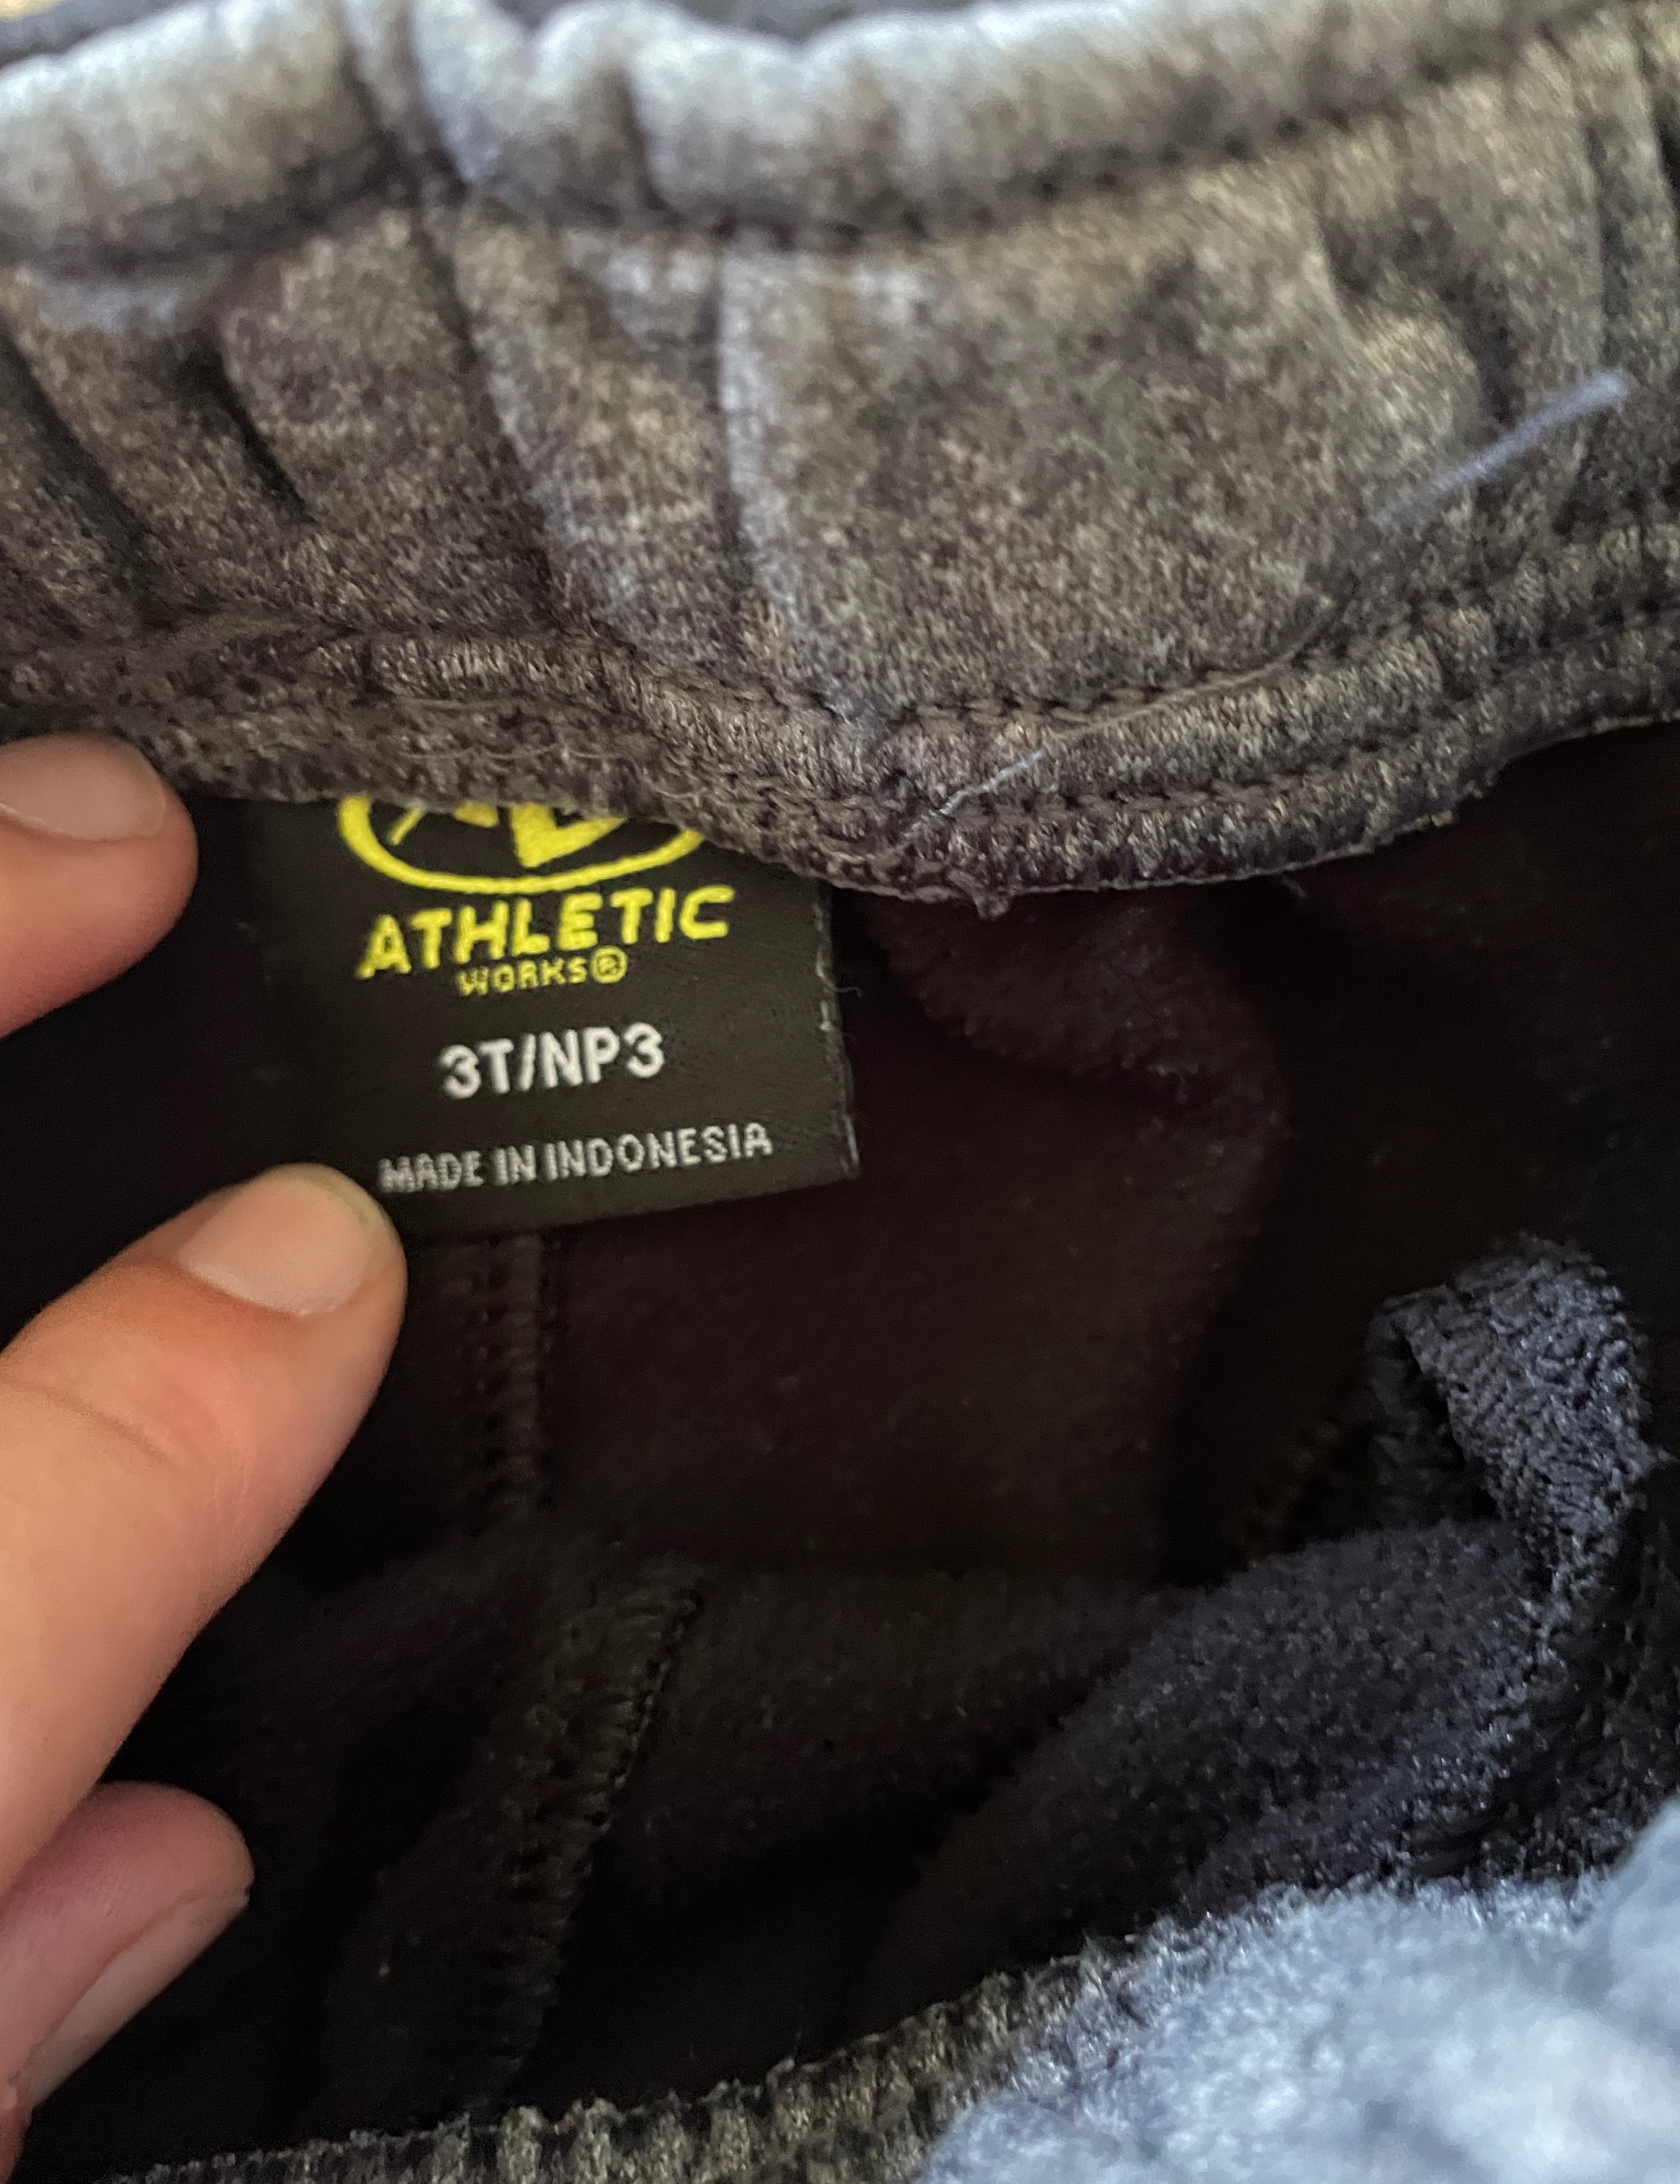 ATHLETIC
WORKS®
3T/NP3
MADE IN INDONESIA